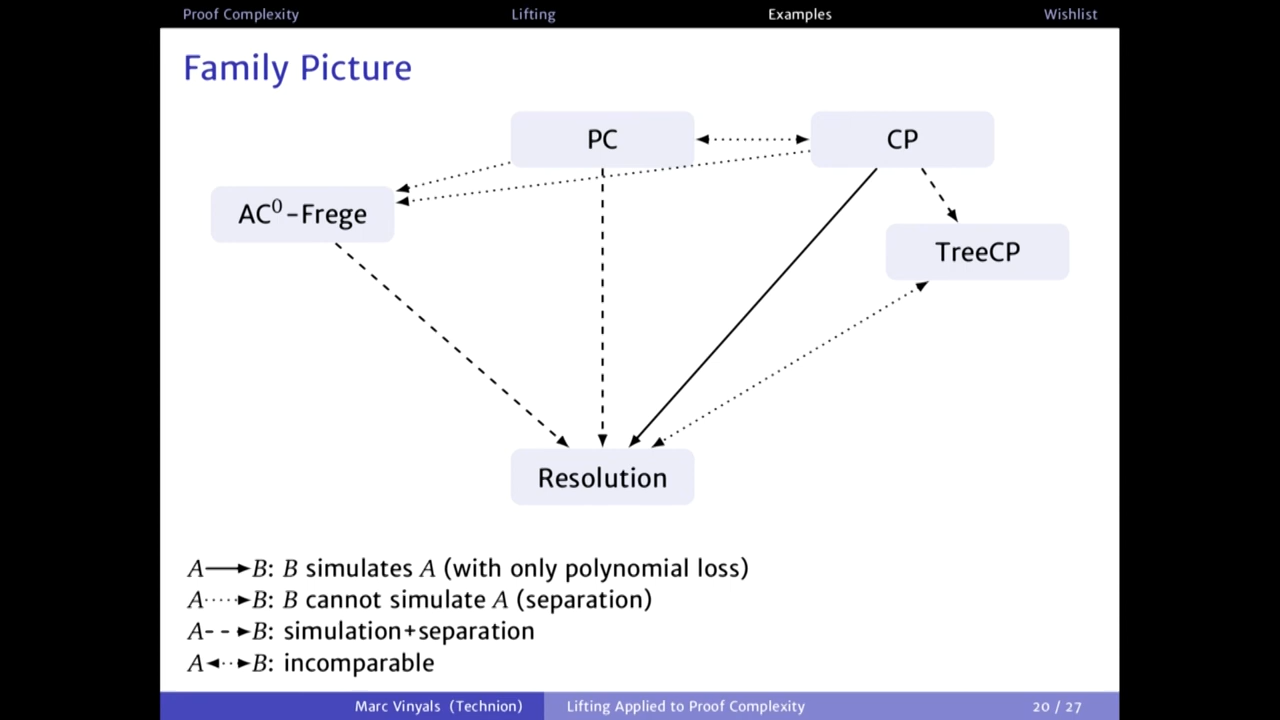 Proof Complexity Lifting Examples Wishlist
Family Picture
PC CP
AC⁰-Frege
TreeCP
Resolution
A⟶B: B simulates A (with only polynomial loss)
A·····▸B: B cannot simulate A (separation)
A- - ▸B: simulation+separation
A◂··▸B: incomparable
Marc Vinyals (Technion) Lifting Applied to Proof Complexity 20 / 27